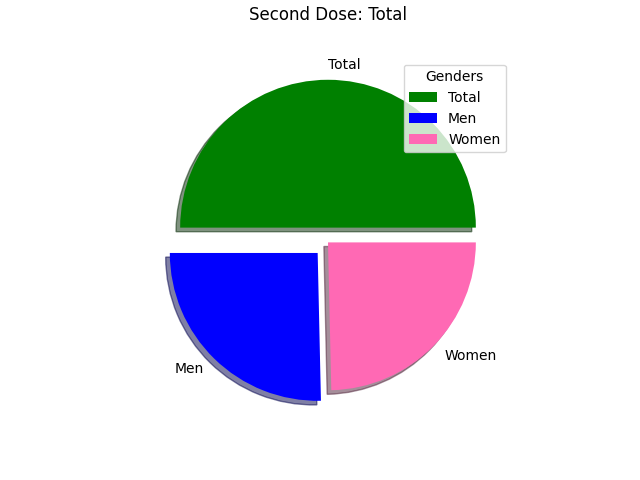 Second Dose: Total
Total
Genders
Total
Men
Women
Men
Women